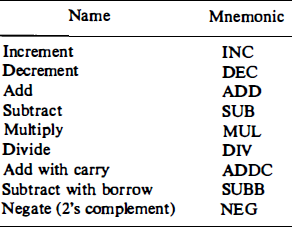 Name Mnemonic
Increment INC
Decrement DEC
Add ADD
Subtract SUB
Multiply MUL
Divide DIV
Add with carry ADDC
Subtract with borrow SUBB
Negate (2's complement) NEG